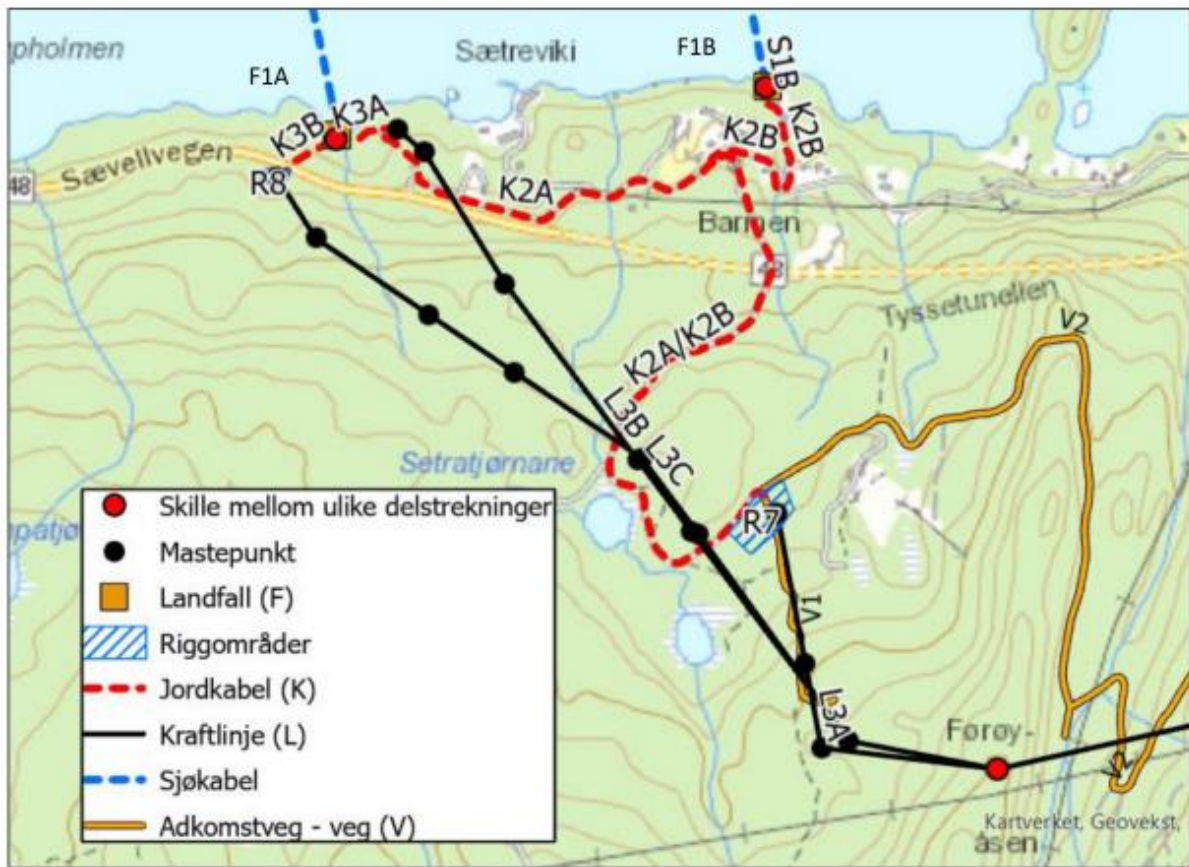 pholmen
Sætreviki
F1A
F1B
S1B
K3B K3A
K2B
K2B
Sævellvegen
48
R8
K2A
Barmen
48
Tyssetunellen
V2
K2A/K2B
L3B L3C
Setratjørnane
R7
V1
L3A
Førøy-
åsen
V2
Kartverket, Geovekst,
Skille mellom ulike delstrekninger
Mastepunkt
Landfall (F)
Riggområder
Jordkabel (K)
Kraftlinje (L)
Sjøkabel
Adkomstveg - veg (V)